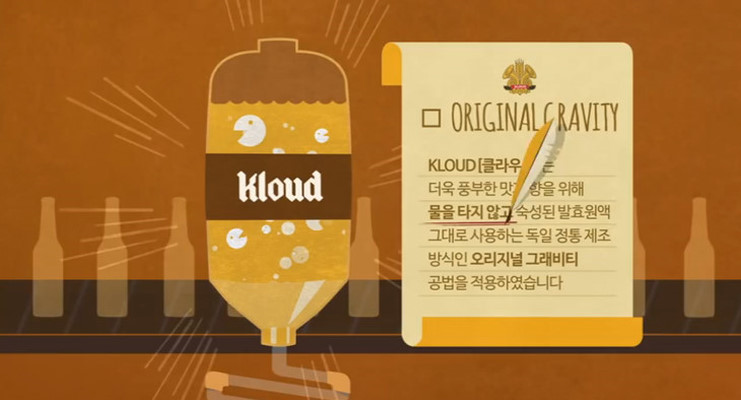 Kloud
□ ORIGINAL GRAVITY
KLOUD [클라우
더욱 풍부한 맛 향을 위해
물을 타지 않고 숙성된 발효원액
그대로 사용하는 독일 정통 제조
방식인 오리지널 그래비티
공법을 적용하였습니다